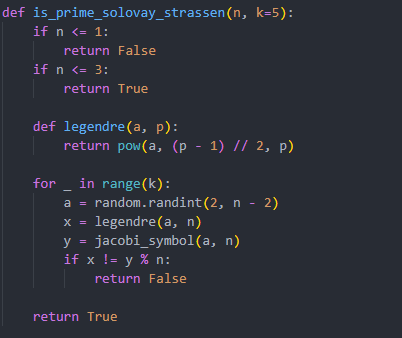 def is_prime_solovay_strassen(n, k=5):
    if n <= 1:
        return False
    if n <= 3:
        return True

    def legendre(a, p):
        return pow(a, (p - 1) // 2, p)

    for _ in range(k):
        a = random.randint(2, n - 2)
        x = legendre(a, n)
        y = jacobi_symbol(a, n)
        if x != y % n:
            return False

    return True